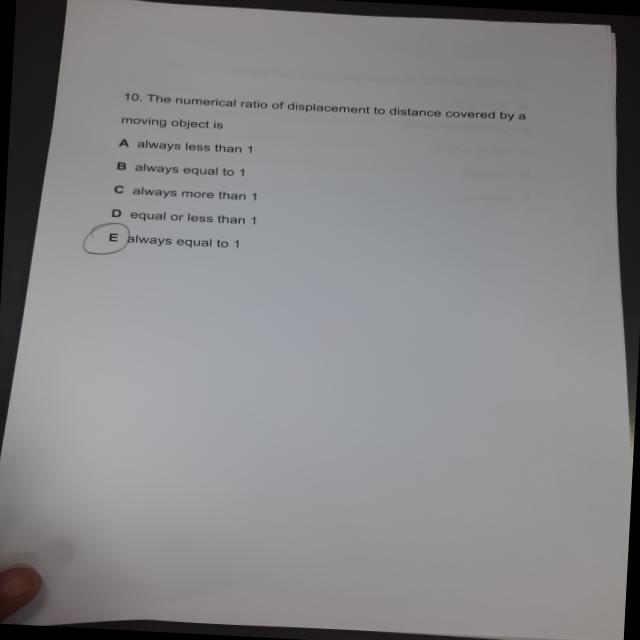 10. The numerical ratio of displacement to distance covered by a
moving object is
A always less than 1
B always equal to 1
C always more than 1
D equal or less than 1
E always equal to 1